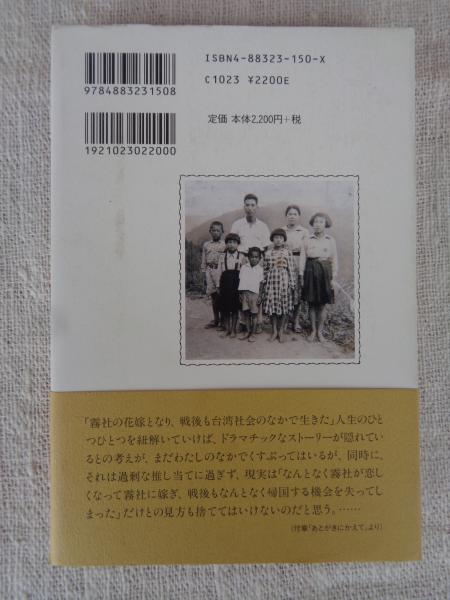 ISBN4-88323-150-X
C1023 ¥2200E
9784883231508
定価 本体2,200円+税
1921023022000
「霧社の花嫁となり、戦後も台湾社会のなかで生きた」人生のひと
つひとつを紐解いていけば、ドラマチックなストーリーが隠れてい
るとの考えが、まだわたしのなかでくすぶってはいるが、同時に、
それは過剰な推し当てに過ぎず、現実は「なんとなく霧社が恋し
くなって霧社に嫁ぎ、戦後もなんとなく帰国する機会を失ってし
まった」だけとの見方も捨ててはいけないのだと思う。……
(付章「あとがきにかえて」より)